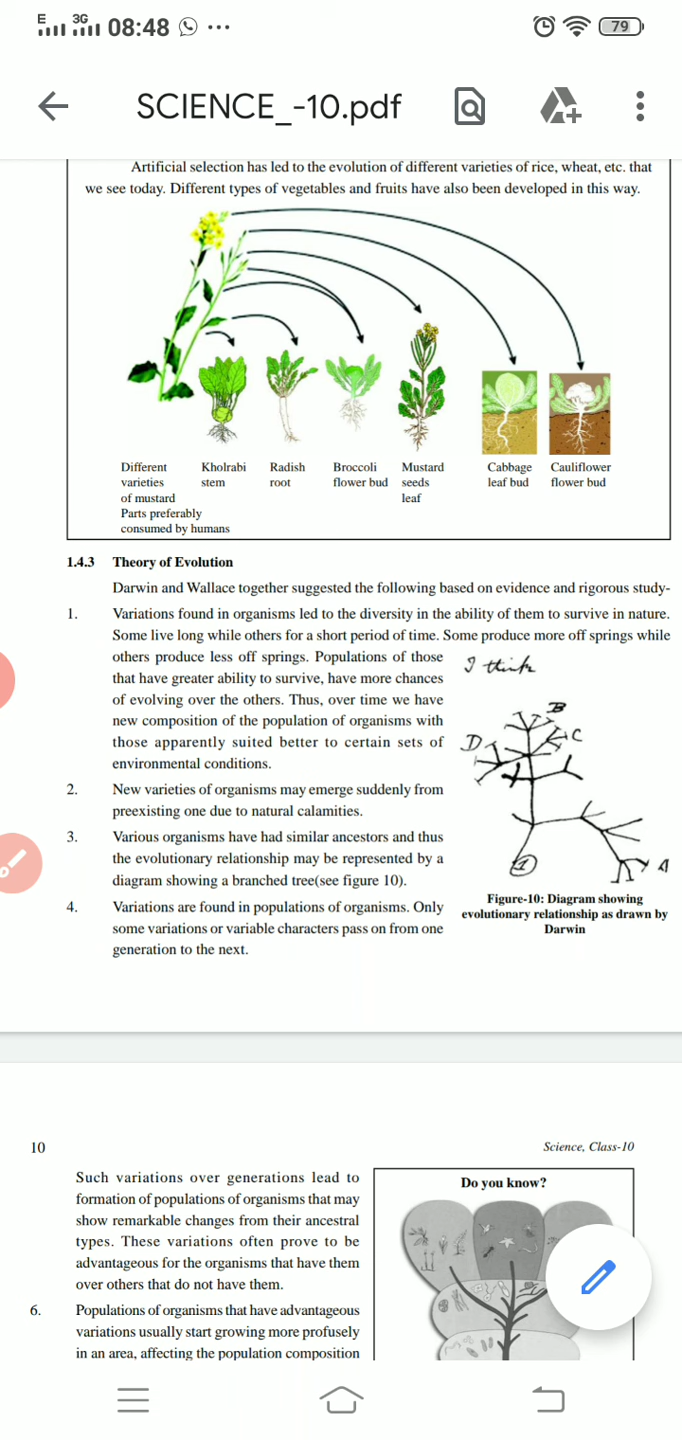 E 3G 08:48 ... 79
SCIENCE_-10.pdf
Artificial selection has led to the evolution of different varieties of rice, wheat, etc. that
we see today. Different types of vegetables and fruits have also been developed in this way.
Different varieties of mustard
Kholrabi stem
Radish root
Broccoli flower bud
Mustard seeds leaf
Cabbage leaf bud
Cauliflower flower bud
Parts preferably
consumed by humans
1.4.3 Theory of Evolution
Darwin and Wallace together suggested the following based on evidence and rigorous study-
1. Variations found in organisms led to the diversity in the ability of them to survive in nature.
Some live long while others for a short period of time. Some produce more off springs while
others produce less off springs. Populations of those
that have greater ability to survive, have more chances
of evolving over the others. Thus, over time we have
new composition of the population of organisms with
those apparently suited better to certain sets of
environmental conditions.
2. New varieties of organisms may emerge suddenly from
preexisting one due to natural calamities.
3. Various organisms have had similar ancestors and thus
the evolutionary relationship may be represented by a
diagram showing a branched tree(see figure 10).
4. Variations are found in populations of organisms. Only
some variations or variable characters pass on from one
generation to the next.
I think
B
D
C
A
1
Figure-10: Diagram showing
evolutionary relationship as drawn by
Darwin
10
Science, Class-10
Such variations over generations lead to
formation of populations of organisms that may
show remarkable changes from their ancestral
types. These variations often prove to be
advantageous for the organisms that have them
over others that do not have them.
6. Populations of organisms that have advantageous
variations usually start growing more profusely
in an area, affecting the population composition
Do you know?